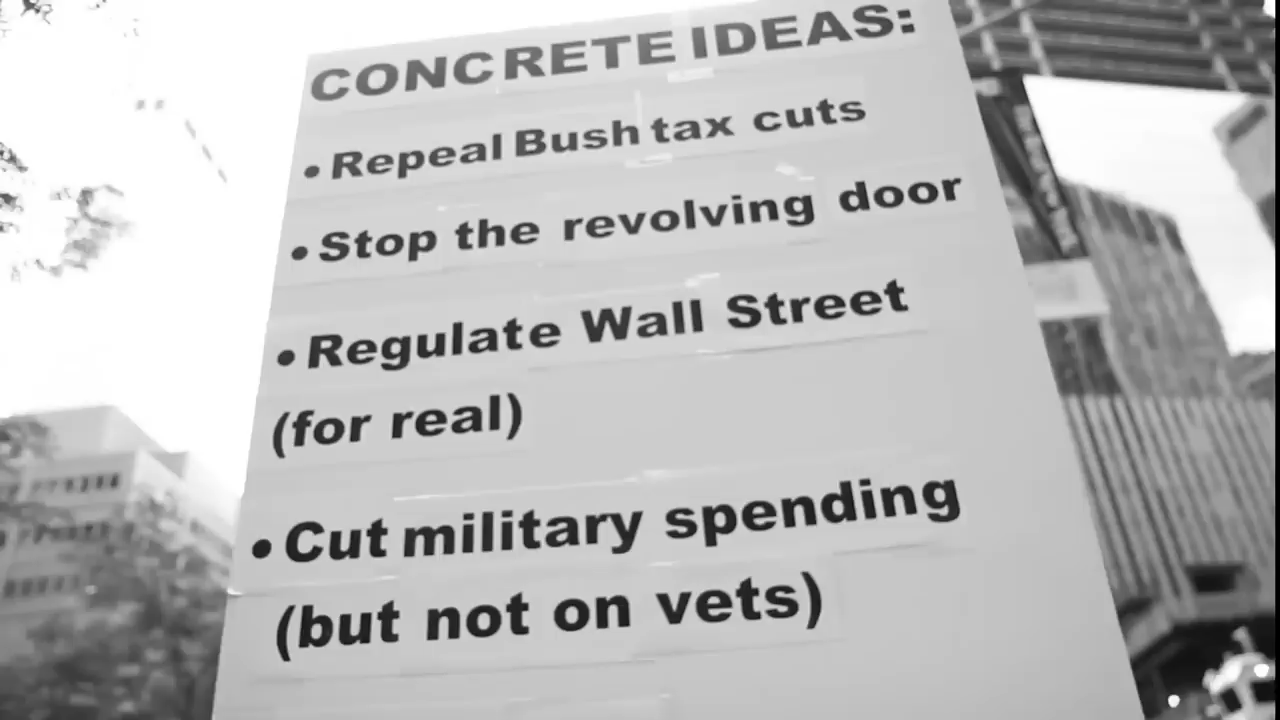 CONCRETE IDEAS:
• Repeal Bush tax cuts
• Stop the revolving door
• Regulate Wall Street
(for real)
• Cut military spending
(but not on vets)